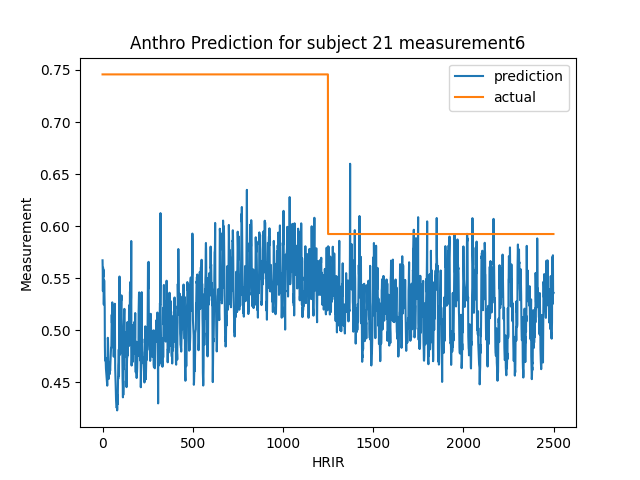 Anthro Prediction for subject 21 measurement6
prediction
actual
Measurement
0.75
0.70
0.65
0.60
0.55
0.50
0.45
0 500 1000 1500 2000 2500
HRIR